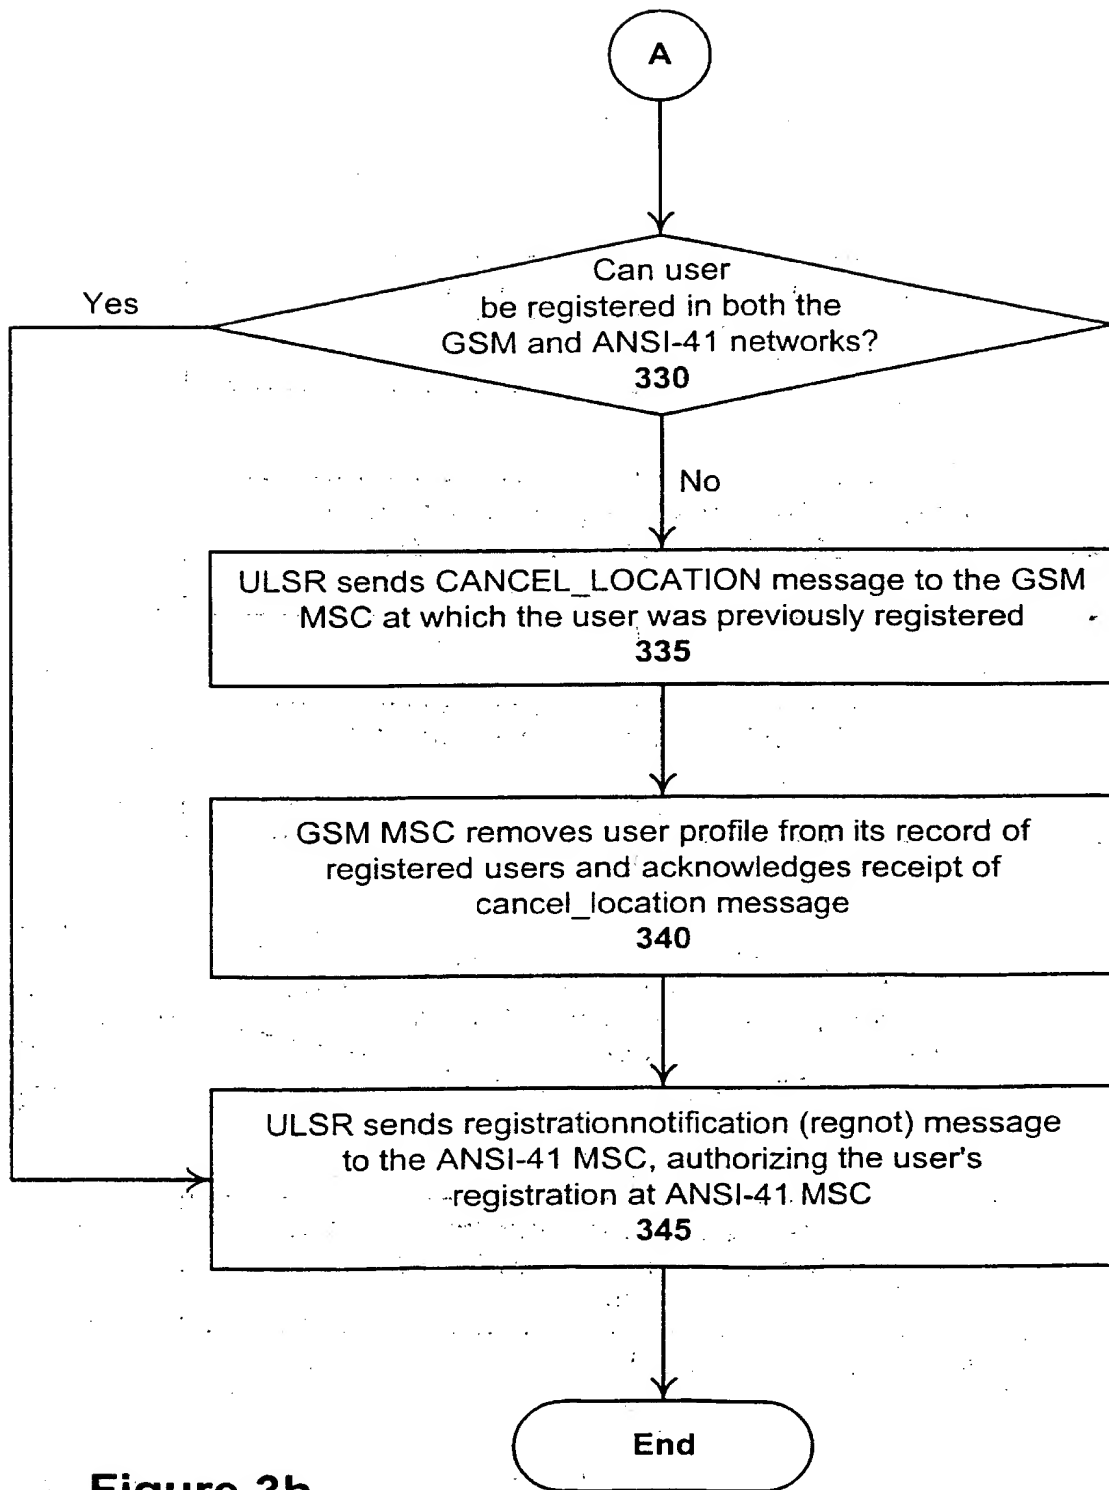 A
Can user
be registered in both the
GSM and ANSI-41 networks?
330
Yes
No
ULSR sends CANCEL_LOCATION message to the GSM
MSC at which the user was previously registered
335
GSM MSC removes user profile from its record of
registered users and acknowledges receipt of
cancel_location message
340
ULSR sends registrationnotification (regnot) message
to the ANSI-41 MSC, authorizing the user's
registration at ANSI-41 MSC
345
End
Figure 3b